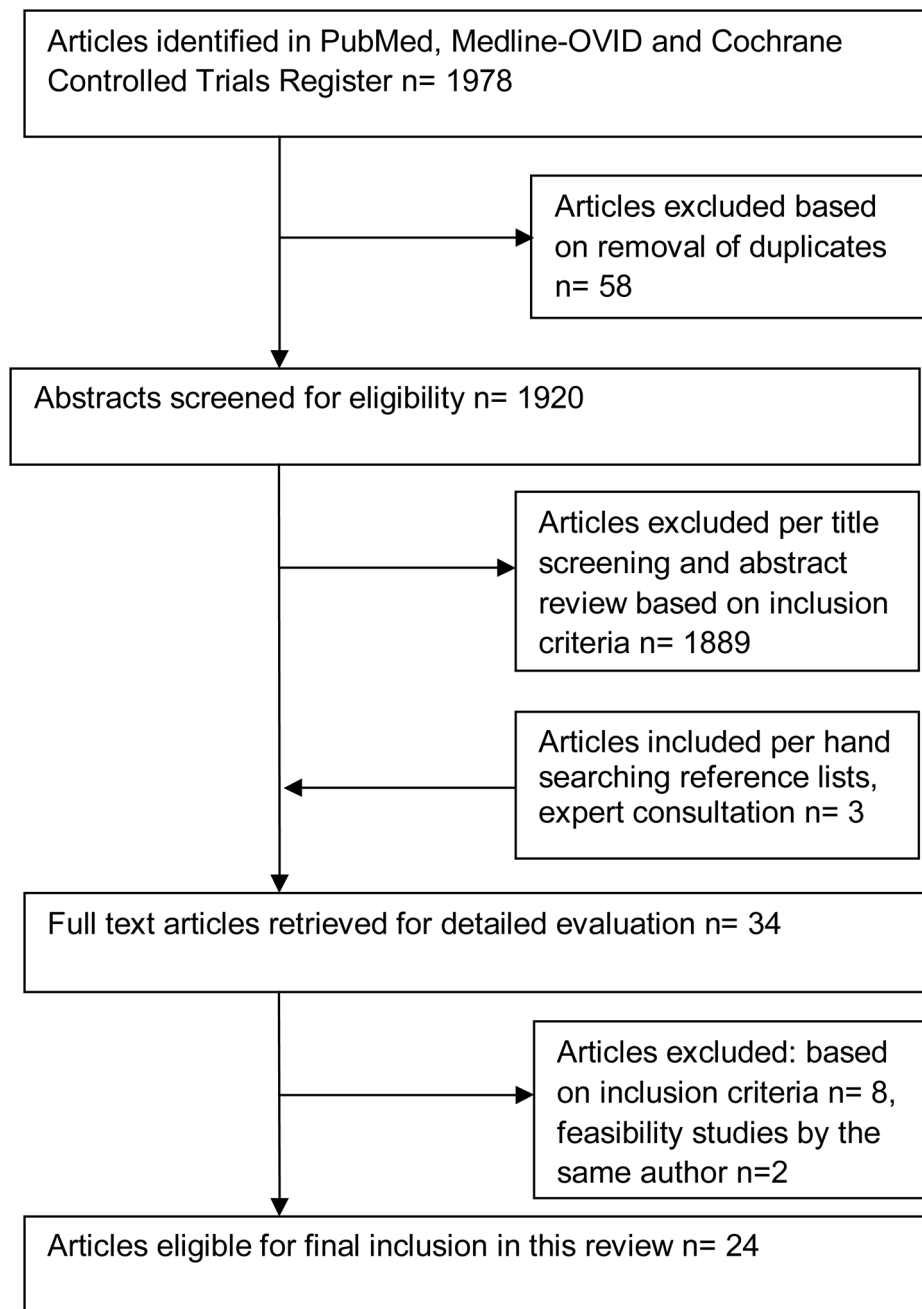 Articles identified in PubMed, Medline-OVID and Cochrane
Controlled Trials Register n= 1978
Articles excluded based
on removal of duplicates
n= 58
Abstracts screened for eligibility n= 1920
Articles excluded per title
screening and abstract
review based on inclusion
criteria n= 1889
Articles included per hand
searching reference lists,
expert consultation n= 3
Full text articles retrieved for detailed evaluation n= 34
Articles excluded: based
on inclusion criteria n= 8,
feasibility studies by the
same author n=2
Articles eligible for final inclusion in this review n= 24